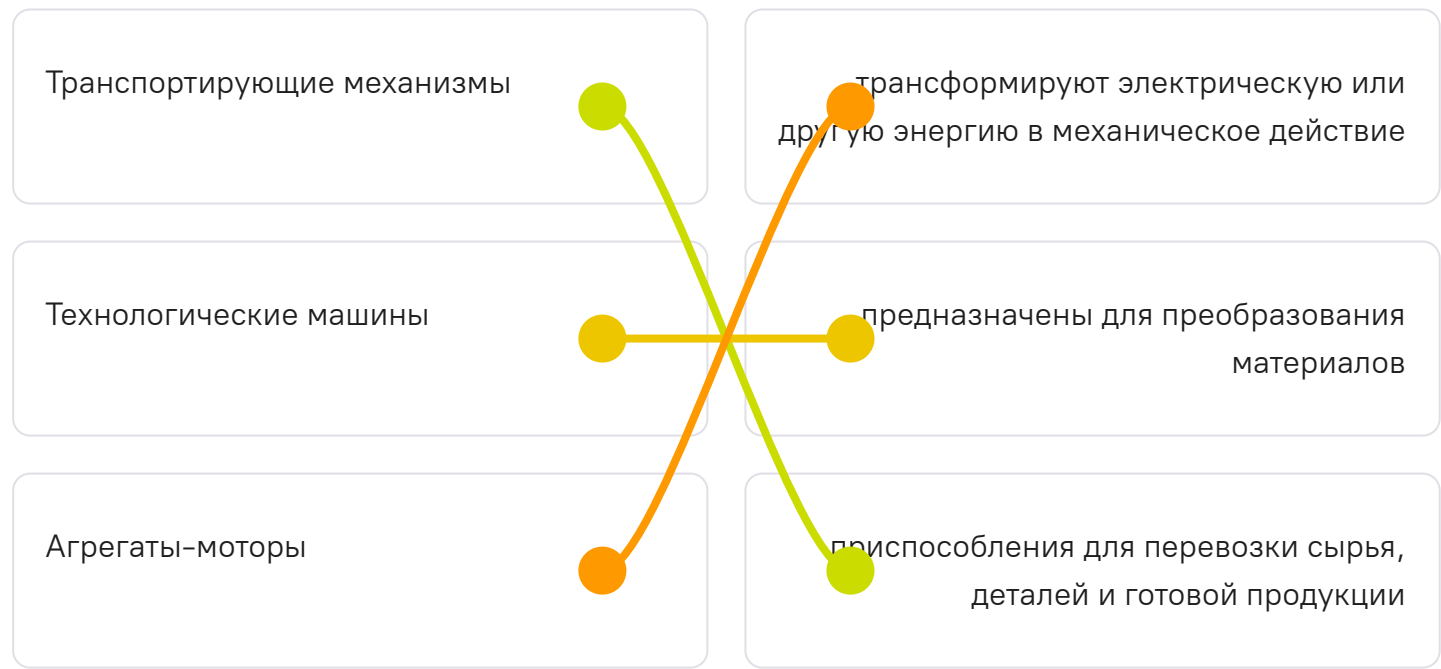 Транспортирующие механизмы
трансформируют электрическую или
другую энергию в механическое действие
Технологические машины
предназначены для преобразования
материалов
Агрегаты-моторы
приспособления для перевозки сырья,
деталей и готовой продукции